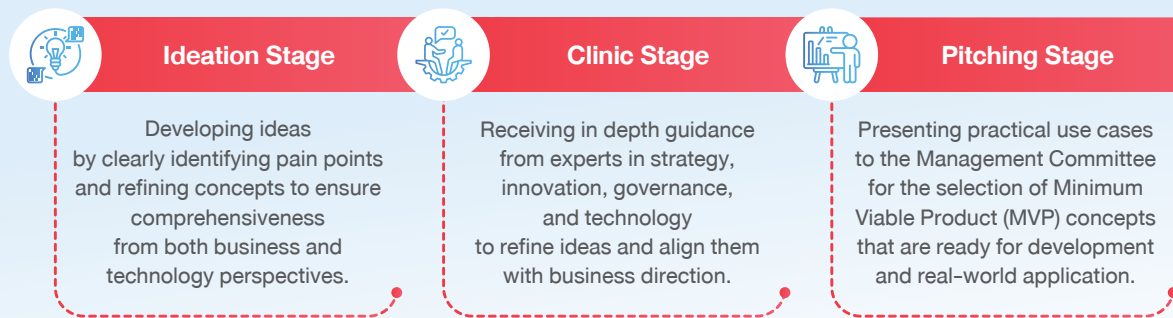 Ideation Stage
Developing ideas
by clearly identifying pain points
and refining concepts to ensure
comprehensiveness
from both business and
technology perspectives.
Clinic Stage
Receiving in depth guidance
from experts in strategy,
innovation, governance,
and technology
to refine ideas and align them
with business direction.
Pitching Stage
Presenting practical use cases
to the Management Committee
for the selection of Minimum
Viable Product (MVP) concepts
that are ready for development
and real-world application.